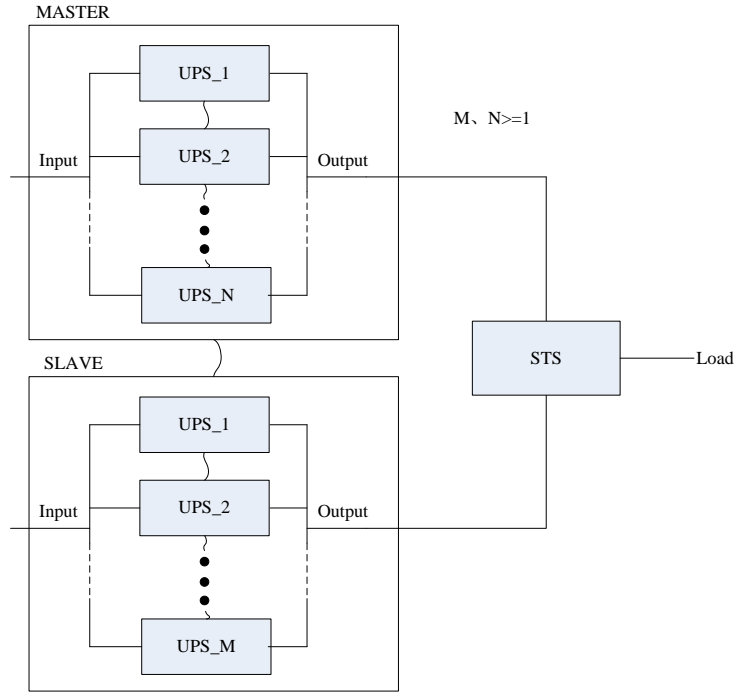 MASTER
UPS_1
M、N>=1
Input
UPS_2
Output
UPS_N
STS
Load
SLAVE
UPS_1
Input
UPS_2
Output
UPS_M